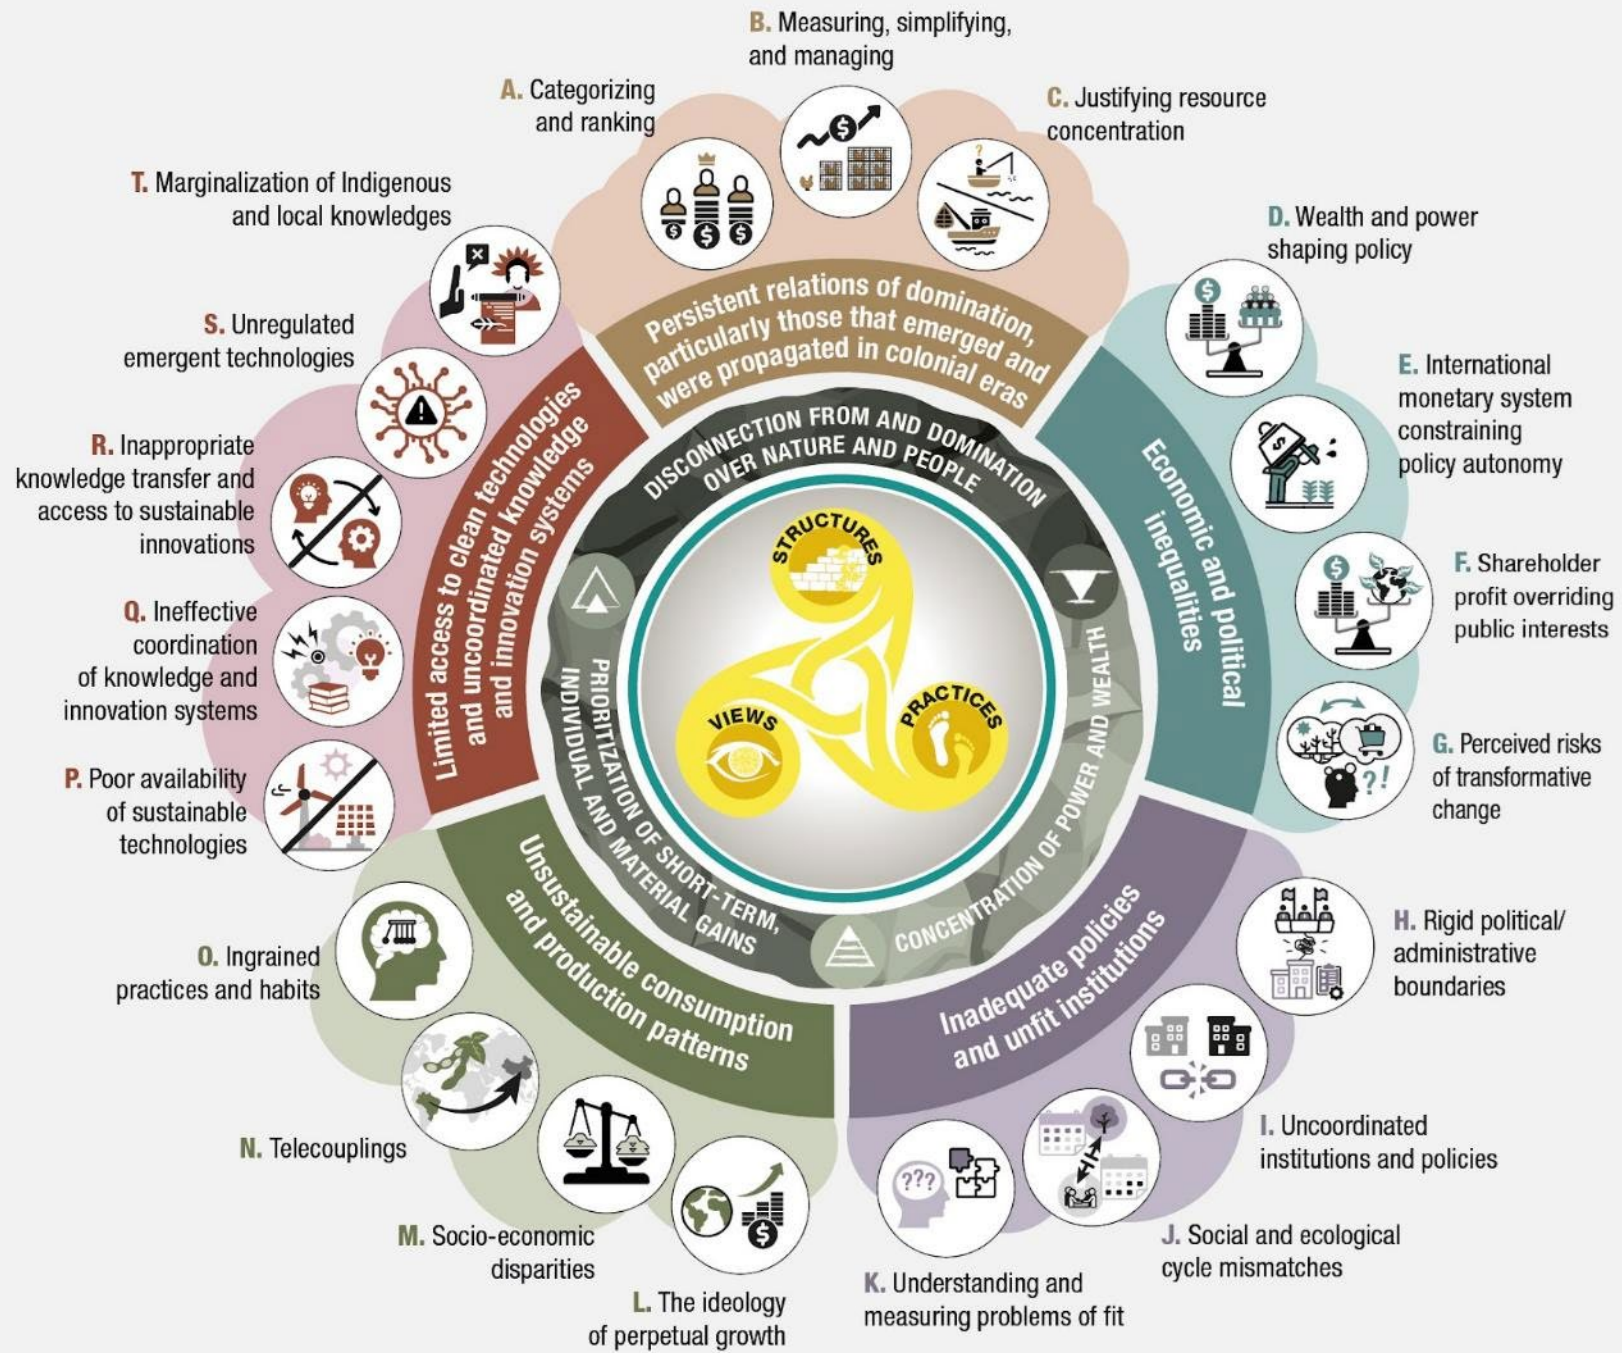 B. Measuring, simplifying,
and managing
A. Categorizing
and ranking
C. Justifying resource
concentration
T. Marginalization of Indigenous
and local knowledges
D. Wealth and power
shaping policy
S. Unregulated
emergent technologies
E. International
monetary system
constraining
policy autonomy
R. Inappropriate
knowledge transfer and
access to sustainable
innovations
F. Shareholder
profit overriding
public interests
Q. Ineffective
coordination
of knowledge and
innovation systems
G. Perceived risks
of transformative
change
P. Poor availability
of sustainable
technologies
H. Rigid political/
administrative
boundaries
O. Ingrained
practices and habits
I. Uncoordinated
institutions and policies
N. Telecouplings
J. Social and ecological
cycle mismatches
M. Socio-economic
disparities
K. Understanding and
measuring problems of fit
L. The ideology
of perpetual growth
Persistent relations of domination,
particularly those that emerged and
were propagated in colonial eras
Economic and political
inequalities
Inadequate policies
and unfit institutions
Unsustainable consumption
and production patterns
Limited access to clean technologies
and uncoordinated knowledge
and innovation systems
DISCONNECTION FROM AND DOMINATION
OVER NATURE AND PEOPLE
CONCENTRATION OF POWER AND WEALTH
PRIORITIZATION OF SHORT-TERM,
INDIVIDUAL AND MATERIAL GAINS
STRUCTURES
VIEWS
PRACTICES
$
$ $ $
?
$
$
$
?!
???
$
X
!